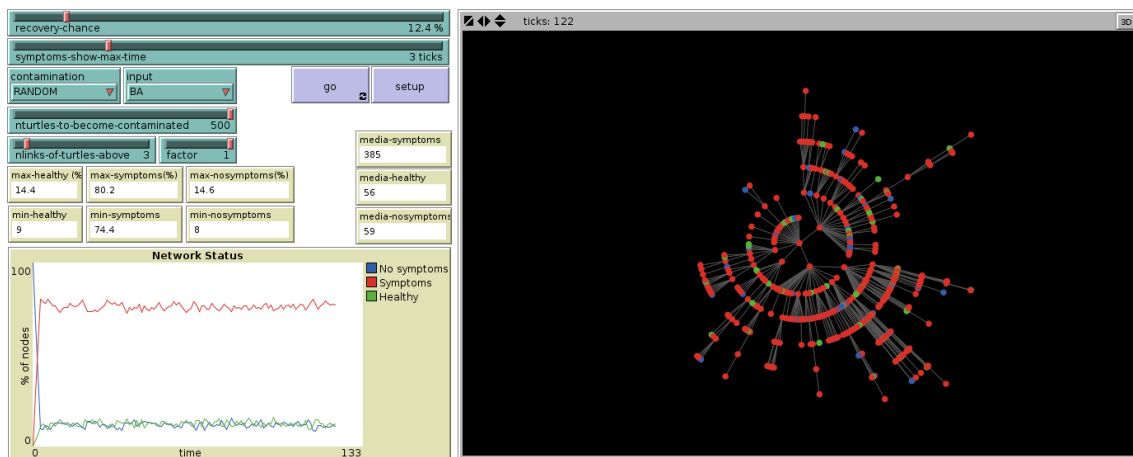 recovery-chance 12.4 %
symptoms-show-max-time 3 ticks
contamination
RANDOM
input
BA
go
setup
nturtles-to-become-contaminated 500
nlinks-of-turtles-above 3
factor 1
max-healthy (%
14.4
max-symptoms(%)
80.2
max-nosymptoms(%)
14.6
min-healthy
9
min-symptoms
74.4
min-nosymptoms
8
media-symptoms
385
media-healthy
56
media-nosymptoms
59
Network Status
100
% of nodes
0
0
time
133
No symptoms
Symptoms
Healthy
ticks: 122
3D